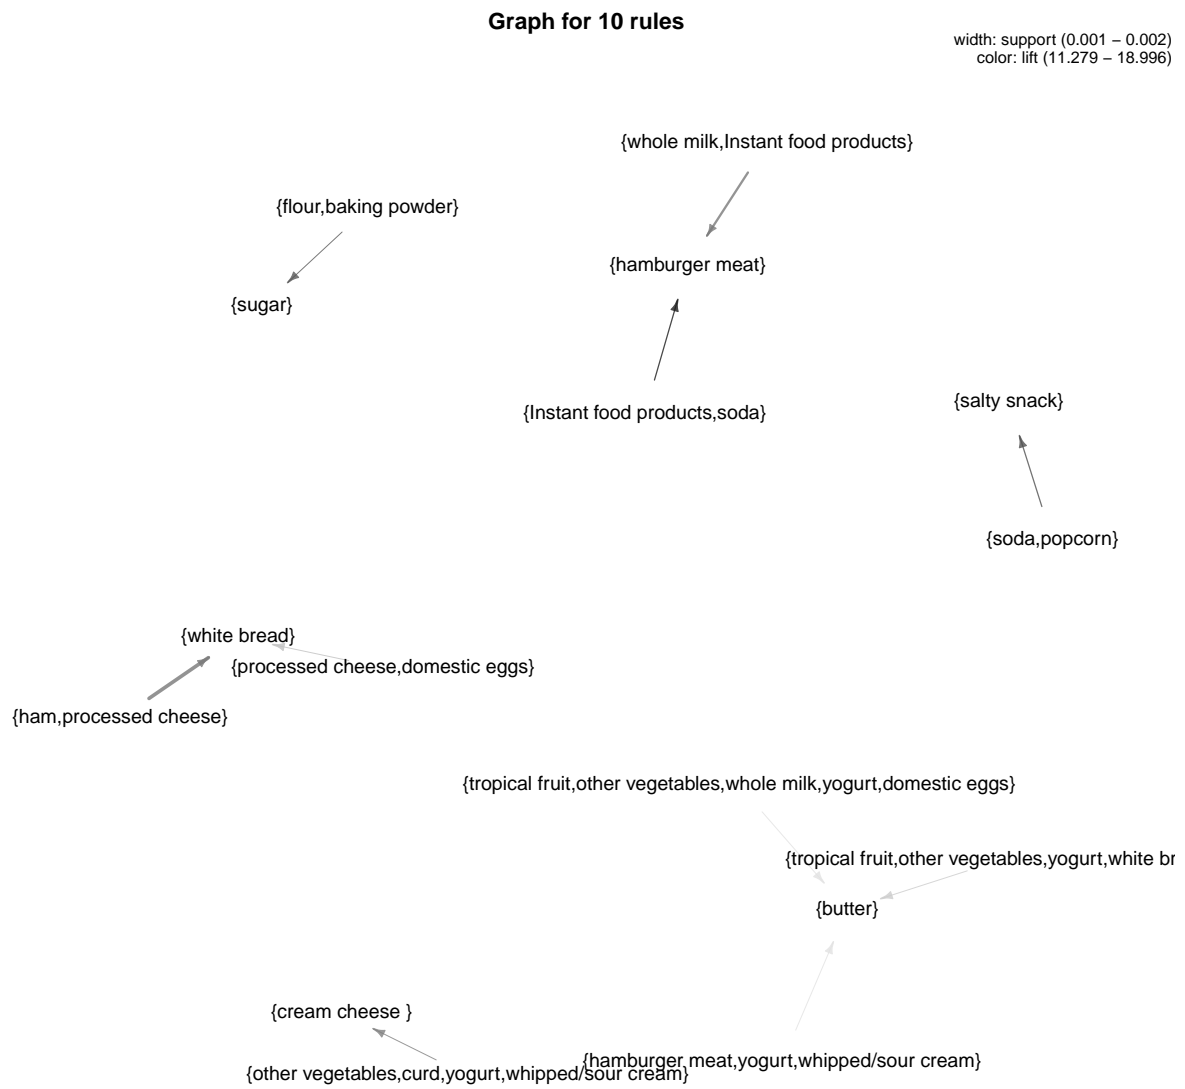 Graph for 10 rules
width: support (0.001 – 0.002)
color: lift (11.279 – 18.996)
{whole milk,Instant food products}
{flour,baking powder}
{hamburger meat}
{sugar}
{salty snack}
{Instant food products,soda}
{soda,popcorn}
{white bread}
{processed cheese,domestic eggs}
{ham,processed cheese}
{tropical fruit,other vegetables,whole milk,yogurt,domestic eggs}
{tropical fruit,other vegetables,yogurt,white br
{butter}
{cream cheese }
{hamburger meat,yogurt,whipped/sour cream}
{other vegetables,curd,yogurt,whipped/sour cream}